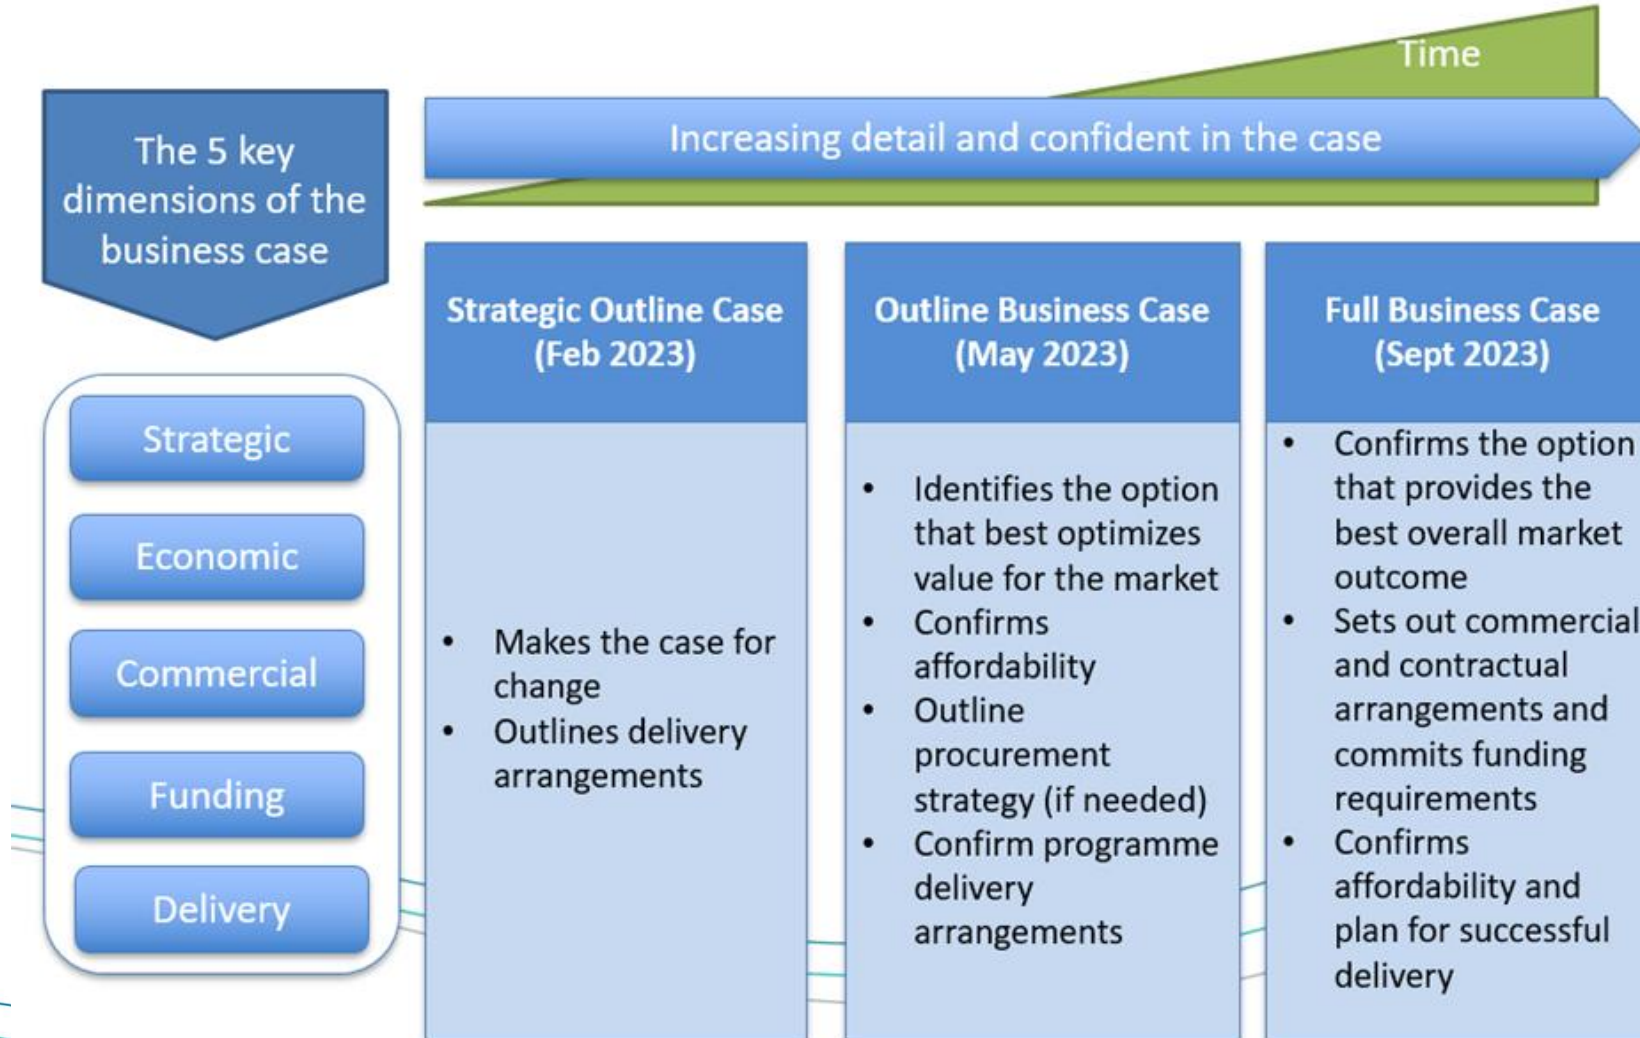 Time
Increasing detail and confident in the case
The 5 key
dimensions of the
business case
Strategic
Economic
Commercial
Funding
Delivery
Strategic Outline Case
(Feb 2023)
• Makes the case for
change
• Outlines delivery
arrangements
Outline Business Case
(May 2023)
• Identifies the option
that best optimizes
value for the market
• Confirms
affordability
• Outline
procurement
strategy (if needed)
• Confirm programme
delivery
arrangements
Full Business Case
(Sept 2023)
• Confirms the option
that provides the
best overall market
outcome
• Sets out commercial
and contractual
arrangements and
commits funding
requirements
• Confirms
affordability and
plan for successful
delivery